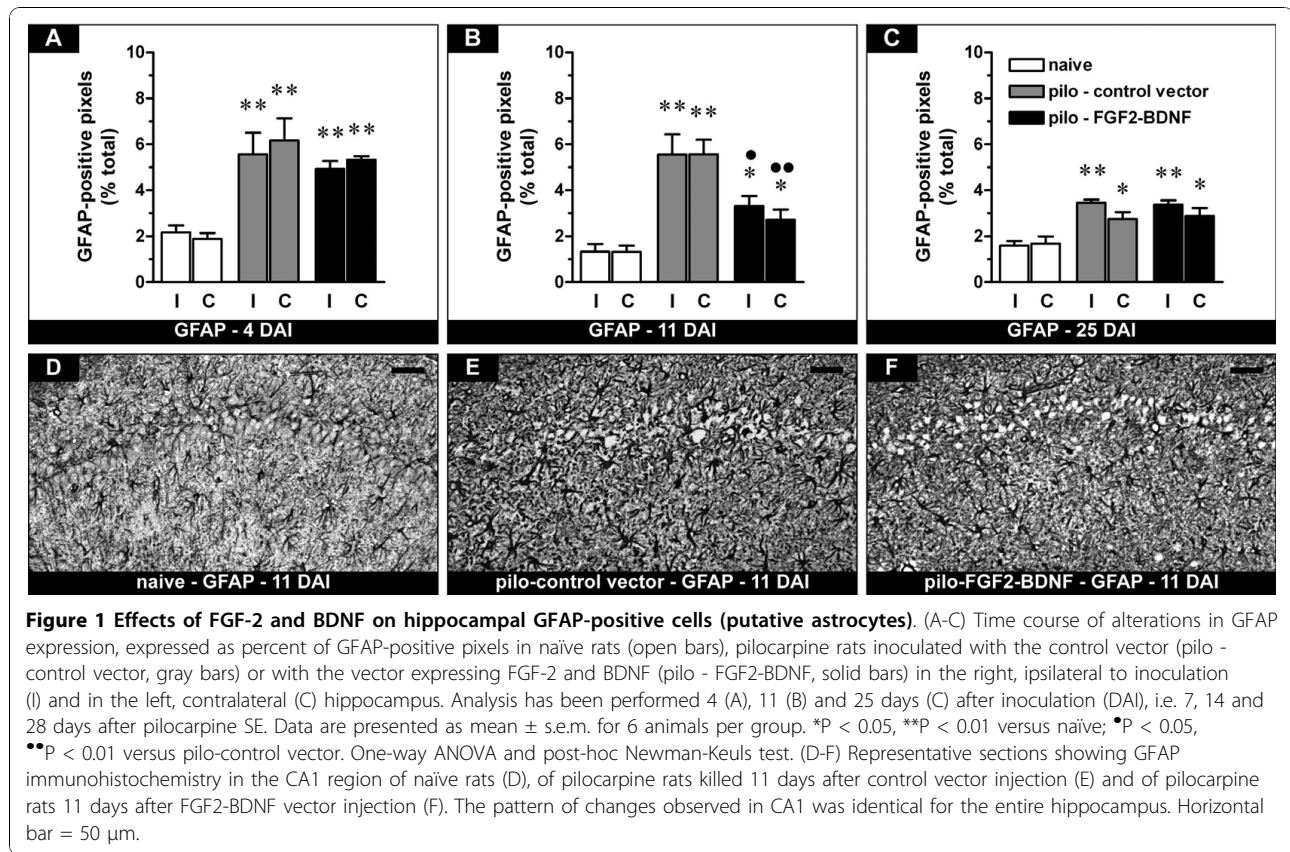 A
B
C
GFAP-positive pixels
(% total)
10
8
6
4
2
0
** ** ** **
I C I C I C
GFAP - 4 DAI
GFAP-positive pixels
(% total)
10
8
6
4
2
0
** ** • * •• *
I C I C I C
GFAP - 11 DAI
GFAP-positive pixels
(% total)
10
8
6
4
2
0
naive
pilo - control vector
pilo - FGF2-BDNF
** * ** *
I C I C I C
GFAP - 25 DAI
D
naive - GFAP - 11 DAI
E
pilo-control vector - GFAP - 11 DAI
F
pilo-FGF2-BDNF - GFAP - 11 DAI
Figure 1 Effects of FGF-2 and BDNF on hippocampal GFAP-positive cells (putative astrocytes). (A-C) Time course of alterations in GFAP
expression, expressed as percent of GFAP-positive pixels in naïve rats (open bars), pilocarpine rats inoculated with the control vector (pilo -
control vector, gray bars) or with the vector expressing FGF-2 and BDNF (pilo - FGF2-BDNF, solid bars) in the right, ipsilateral to inoculation
(I) and in the left, contralateral (C) hippocampus. Analysis has been performed 4 (A), 11 (B) and 25 days (C) after inoculation (DAI), i.e. 7, 14 and
28 days after pilocarpine SE. Data are presented as mean ± s.e.m. for 6 animals per group. *P < 0.05, **P < 0.01 versus naïve; •P < 0.05,
••P < 0.01 versus pilo-control vector. One-way ANOVA and post-hoc Newman-Keuls test. (D-F) Representative sections showing GFAP
immunohistochemistry in the CA1 region of naïve rats (D), of pilocarpine rats killed 11 days after control vector injection (E) and of pilocarpine
rats 11 days after FGF2-BDNF vector injection (F). The pattern of changes observed in CA1 was identical for the entire hippocampus. Horizontal
bar = 50 μm.